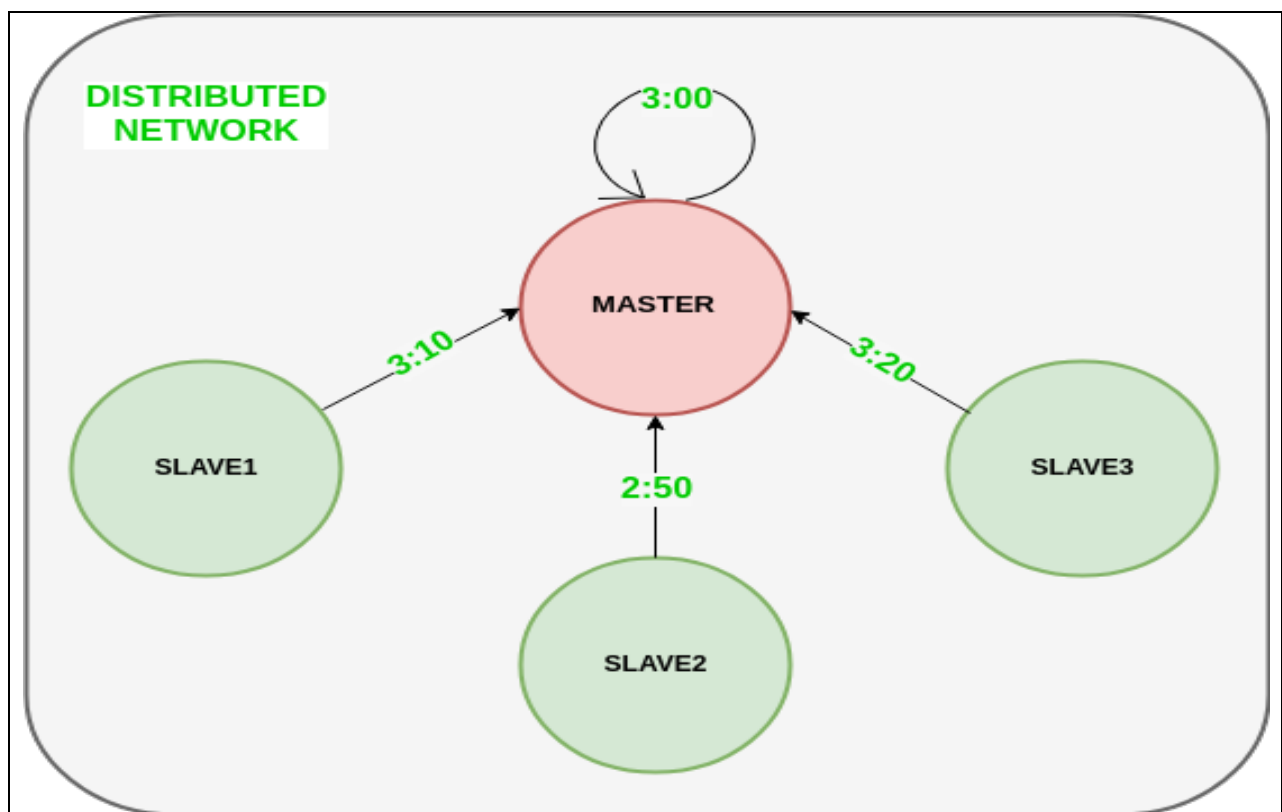 DISTRIBUTED
NETWORK
3:00
MASTER
3:10
3:20
SLAVE1
SLAVE3
2:50
SLAVE2